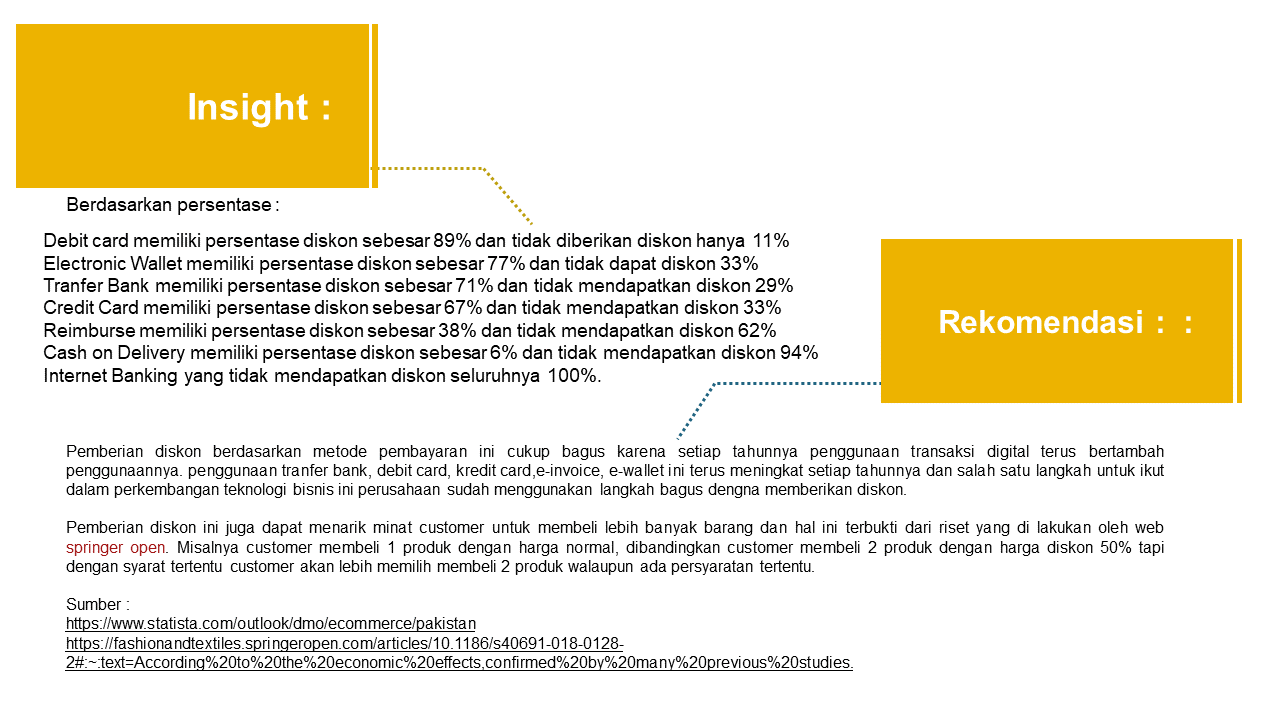 Insight :
Berdasarkan persentase :
Debit card memiliki persentase diskon sebesar 89% dan tidak diberikan diskon hanya 11%
Electronic Wallet memiliki persentase diskon sebesar 77% dan tidak dapat diskon 33%
Tranfer Bank memiliki persentase diskon sebesar 71% dan tidak mendapatkan diskon 29%
Credit Card memiliki persentase diskon sebesar 67% dan tidak mendapatkan diskon 33%
Reimburse memiliki persentase diskon sebesar 38% dan tidak mendapatkan diskon 62%
Cash on Delivery memiliki persentase diskon sebesar 6% dan tidak mendapatkan diskon 94%
Internet Banking yang tidak mendapatkan diskon seluruhnya 100%.
Rekomendasi : :
Pemberian diskon berdasarkan metode pembayaran ini cukup bagus karena setiap tahunnya penggunaan transaksi digital terus bertambah
penggunaannya. penggunaan tranfer bank, debit card, kredit card,e-invoice, e-wallet ini terus meningkat setiap tahunnya dan salah satu langkah untuk ikut
dalam perkembangan teknologi bisnis ini perusahaan sudah menggunakan langkah bagus dengna memberikan diskon.
Pemberian diskon ini juga dapat menarik minat customer untuk membeli lebih banyak barang dan hal ini terbukti dari riset yang di lakukan oleh web
springer open. Misalnya customer membeli 1 produk dengan harga normal, dibandingkan customer membeli 2 produk dengan harga diskon 50% tapi
dengan syarat tertentu customer akan lebih memilih membeli 2 produk walaupun ada persyaratan tertentu.
Sumber :
https://www.statista.com/outlook/dmo/ecommerce/pakistan
https://fashionandtextiles.springeropen.com/articles/10.1186/s40691-018-0128-
2#:~:text=According%20to%20the%20economic%20effects,confirmed%20by%20many%20previous%20studies.